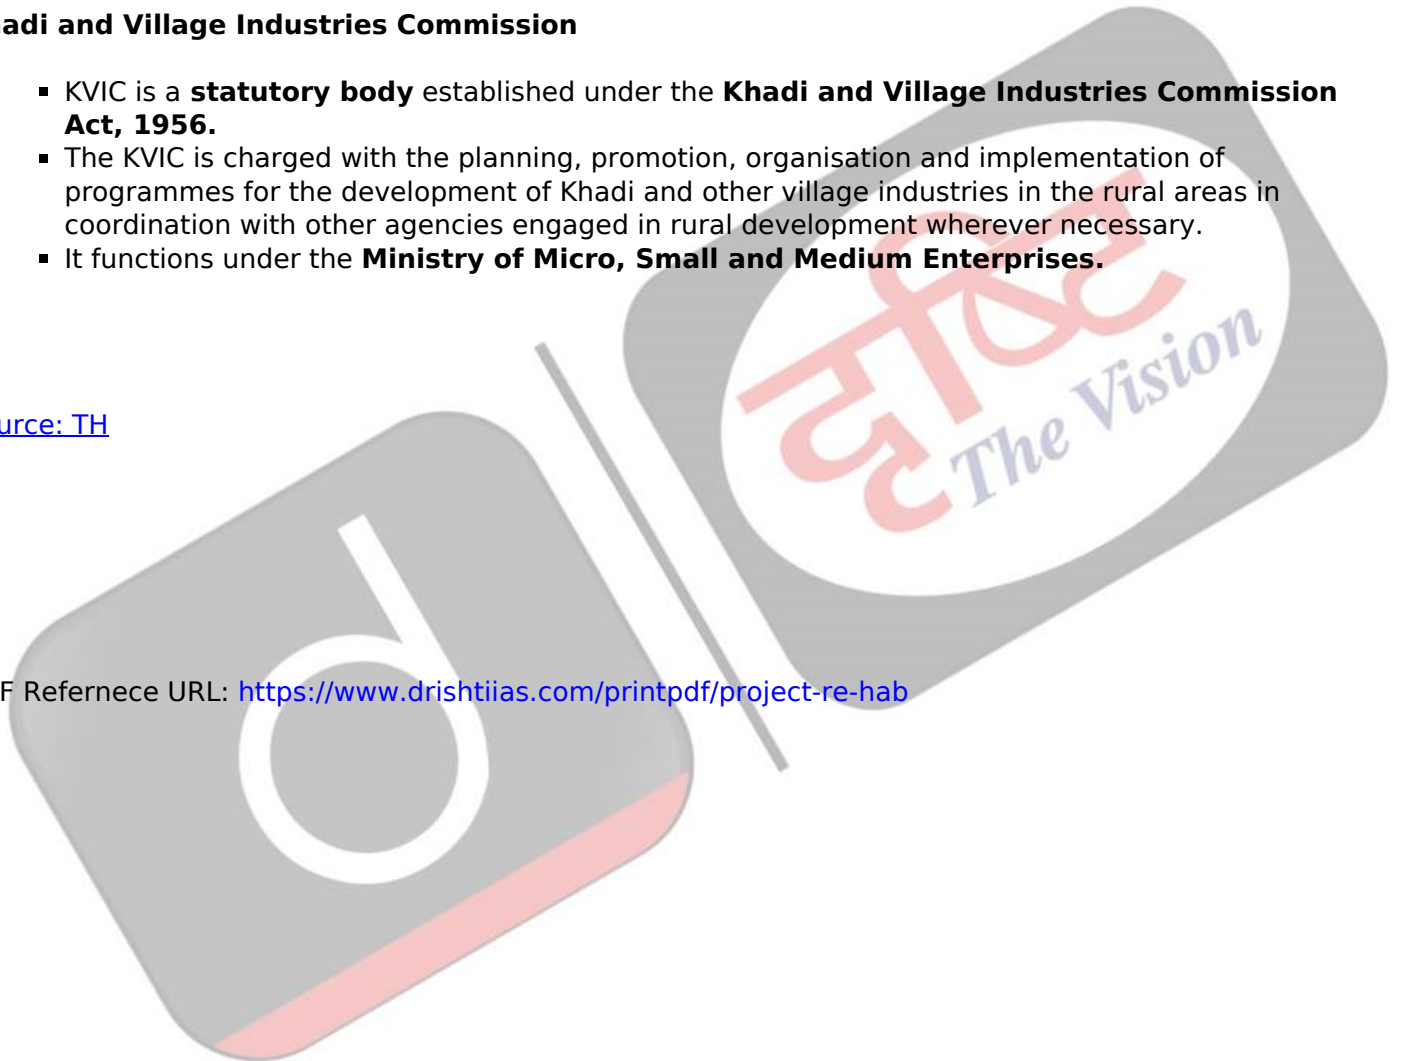 adi and Village Industries Commission
▪ KVIC is a statutory body established under the Khadi and Village Industries Commission
Act, 1956.
▪ The KVIC is charged with the planning, promotion, organisation and implementation of
programmes for the development of Khadi and other village industries in the rural areas in
coordination with other agencies engaged in rural development wherever necessary.
▪ It functions under the Ministry of Micro, Small and Medium Enterprises.
दृष्टि
The Vision
urce: TH
d
F Refernece URL: https://www.drishtiias.com/printpdf/project-re-hab